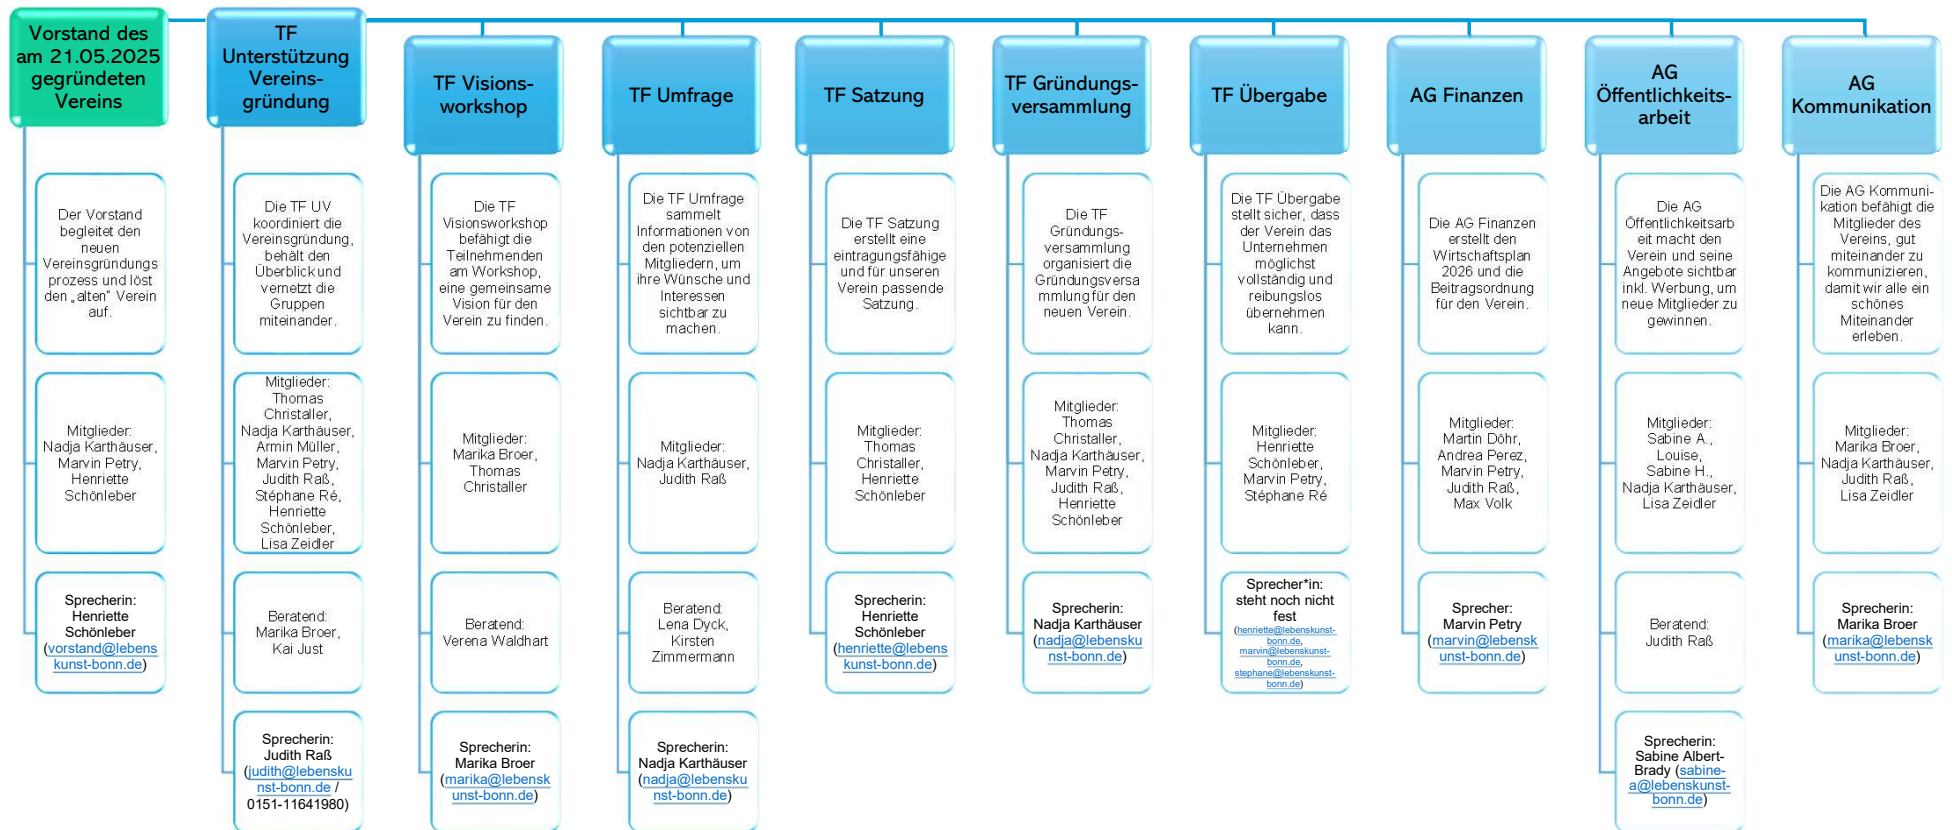 Vorstand des
am 21.05.2025
gegründeten
Vereins
Der Vorstand
begleitet den
neuen
Vereinsgründungs
prozess und löst
den „alten“ Verein
auf.
Mitglieder:
Nadja Karthäuser,
Marvin Petry,
Henriette
Schönleber
Sprecherin:
Henriette
Schönleber
(vorstand@lebens
kunst-bonn.de)
TF
Unterstützung
Vereins-
gründung
Die TF UV
koordiniert die
Vereinsgründung,
behält den
Überblick und
vernetzt die
Gruppen
miteinander.
Mitglieder:
Thomas
Christaller,
Nadja Karthäuser,
Armin Müller,
Marvin Petry,
Judith Raß,
Stéphane Ré,
Henriette
Schönleber,
Lisa Zeidler
Beratend:
Marika Broer,
Kai Just
Sprecherin:
Judith Raß
(judith@lebensku
nst-bonn.de /
0151-11641980)
TF Visions-
workshop
Die TF
Visionsworkshop
befähigt die
Teilnehmenden
am Workshop,
eine gemeinsame
Vision für den
Verein zu finden.
Mitglieder:
Marika Broer,
Thomas
Christaller
Beratend:
Verena Waldhart
Sprecherin:
Marika Broer
(marika@lebensk
unst-bonn.de)
TF Umfrage
Die TF Umfrage
sammelt
Informationen von
den potenziellen
Mitgliedern, um
ihre Wünsche und
Interessen
sichtbar zu
machen.
Mitglieder:
Nadja Karthäuser,
Judith Raß
Beratend:
Lena Dyck,
Kirsten
Zimmermann
Sprecherin:
Nadja Karthäuser
(nadja@lebensku
nst-bonn.de)
TF Satzung
Die TF Satzung
erstellt eine
eintragungsfähige
und für unseren
Verein passende
Satzung.
Mitglieder:
Thomas
Christaller,
Henriette
Schönleber
Sprecherin:
Henriette
Schönleber
(henriette@lebens
kunst-bonn.de)
TF Gründungs-
versammlung
Die TF
Gründungs-
versammlung
organisiert die
Gründungsversa
mmlung für den
neuen Verein.
Mitglieder:
Thomas
Christaller,
Nadja Karthäuser,
Marvin Petry,
Judith Raß,
Henriette
Schönleber
Sprecherin:
Nadja Karthäuser
(nadja@lebensku
nst-bonn.de)
TF Übergabe
Die TF Übergabe
stellt sicher, dass
der Verein das
Unternehmen
möglichst
vollständig und
reibungslos
übernehmen
kann.
Mitglieder:
Henriette
Schönleber,
Marvin Petry,
Stéphane Ré
Sprecher*in:
steht noch nicht
fest
(henriette@lebenskunst-
bonn.de,
marvin@lebenskunst-
bonn.de,
stephane@lebenskunst-
bonn.de)
AG Finanzen
Die AG Finanzen
erstellt den
Wirtschaftsplan
2026 und die
Beitragsordnung
für den Verein.
Mitglieder:
Martin Döhr,
Andrea Perez,
Marvin Petry,
Judith Raß,
Max Volk
Sprecher:
Marvin Petry
(marvin@lebensk
unst-bonn.de)
AG
Öffentlichkeits-
arbeit
Die AG
Öffentlichkeitsarb
eit macht den
Verein und seine
Angebote sichtbar
inkl. Werbung, um
neue Mitglieder zu
gewinnen.
Mitglieder:
Sabine A.,
Louise,
Sabine H.,
Nadja Karthäuser,
Lisa Zeidler
Beratend:
Judith Raß
Sprecherin:
Sabine Albert-
Brady (sabine-
a@lebenskunst-
bonn.de)
AG
Kommunikation
Die AG Kommuni-
kation befähigt die
Mitglieder des
Vereins, gut
miteinander zu
kommunizieren,
damit wir alle ein
schönes
Miteinander
erleben.
Mitglieder:
Marika Broer,
Nadja Karthäuser,
Judith Raß,
Lisa Zeidler
Sprecherin:
Marika Broer
(marika@lebensk
unst-bonn.de)